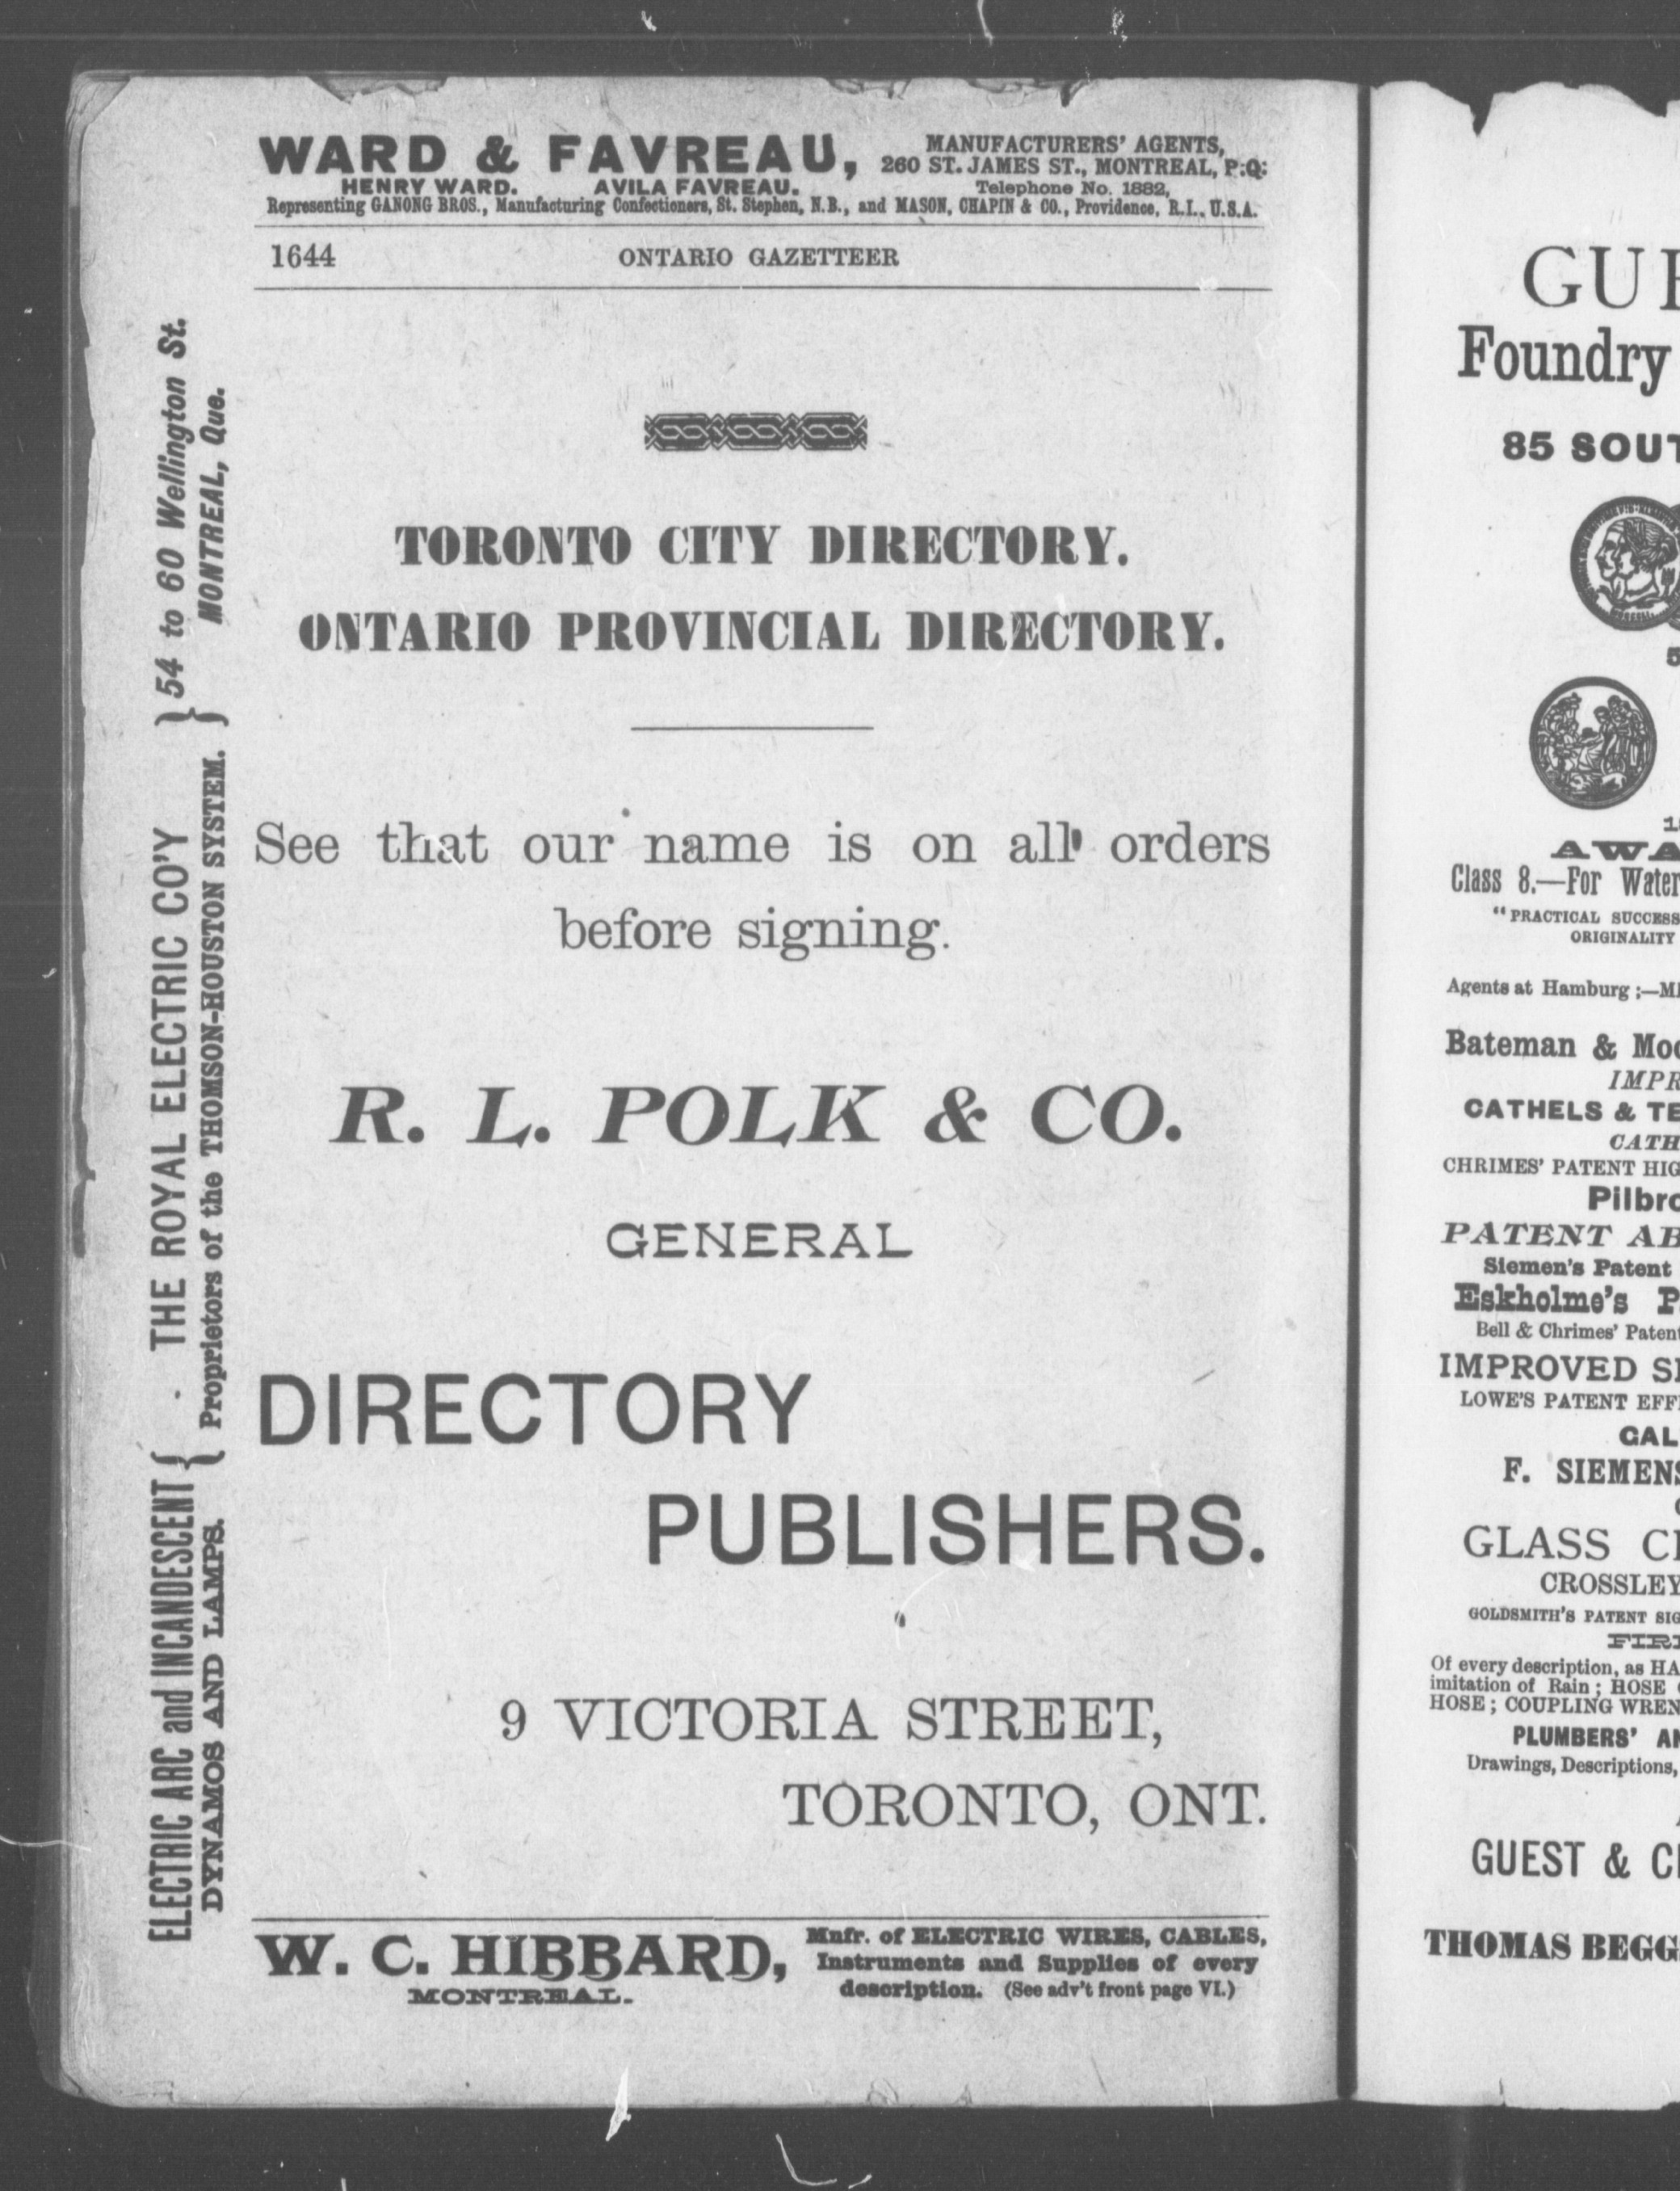 WARD & FAVREAU,
MANUFACTURERS' AGENTS,
260 ST. JAMES ST., MONTREAL, P.Q:
HENRY WARD. AVILA FAVREAU.
Telephone No. 1882,
Representing GANONG BROS., Manufacturing Confectioners, St. Stephen, N.B., and MASON, CHAPIN & CO., Providence, R.I., U.S.A.
1644 ONTARIO GAZETTEER
TORONTO CITY DIRECTORY.
ONTARIO PROVINCIAL DIRECTORY.
See that our name is on all orders
before signing.
R. L. POLK & CO.
GENERAL
DIRECTORY
PUBLISHERS.
9 VICTORIA STREET,
TORONTO, ONT.
W. C. HIBBARD,
MONTREAL.
Mnfr. of ELECTRIC WIRES, CABLES,
Instruments and Supplies of every
description. (See adv't front page VI.)
ELECTRIC ARC and INCANDESCENT { THE ROYAL ELECTRIC CO'Y } 54 to 60 Wellington St.
DYNAMOS AND LAMPS. { Proprietors of the THOMSON-HOUSTON SYSTEM. } MONTREAL, Que.
GU
Foundry
85 SOUT
5
AWA
Class 8.—For Water
"PRACTICAL SUCCESS
ORIGINALITY
Agents at Hamburg ;—M
Bateman & Moo
IMPR
CATHELS & TE
CATH
CHRIMES' PATENT HIG
Pilbro
PATENT AB
Siemen's Patent
Eskholme's P
Bell & Chrimes' Patent
IMPROVED S
LOWE'S PATENT EFF
GAL
F. SIEMENS
GLASS C
CROSSLEY
GOLDSMITH'S PATENT SIG
FIR
Of every description, as HA
imitation of Rain ; HOSE
HOSE ; COUPLING WREN
PLUMBERS' AN
Drawings, Descriptions,
GUEST & C
THOMAS BEGG